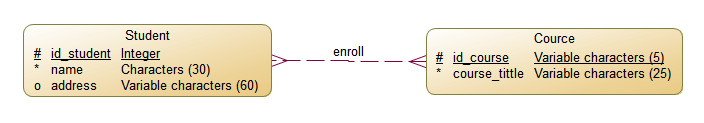 Student
# id_student Integer
* name Characters (30)
o address Variable characters (60)
enroll
Cource
# id_course Variable characters (5)
* course_tittle Variable characters (25)